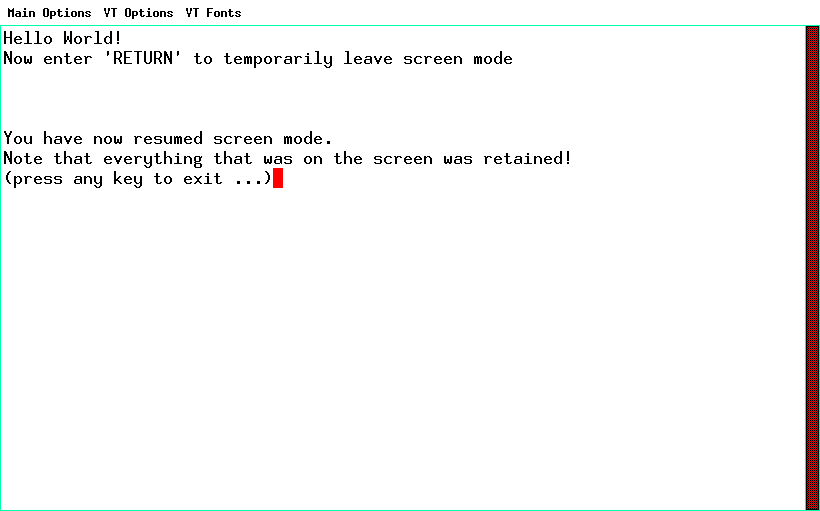 Main Options VT Options VT Fonts
Hello World!
Now enter 'RETURN' to temporarily leave screen mode
You have now resumed screen mode.
Note that everything that was on the screen was retained!
(press any key to exit ...)